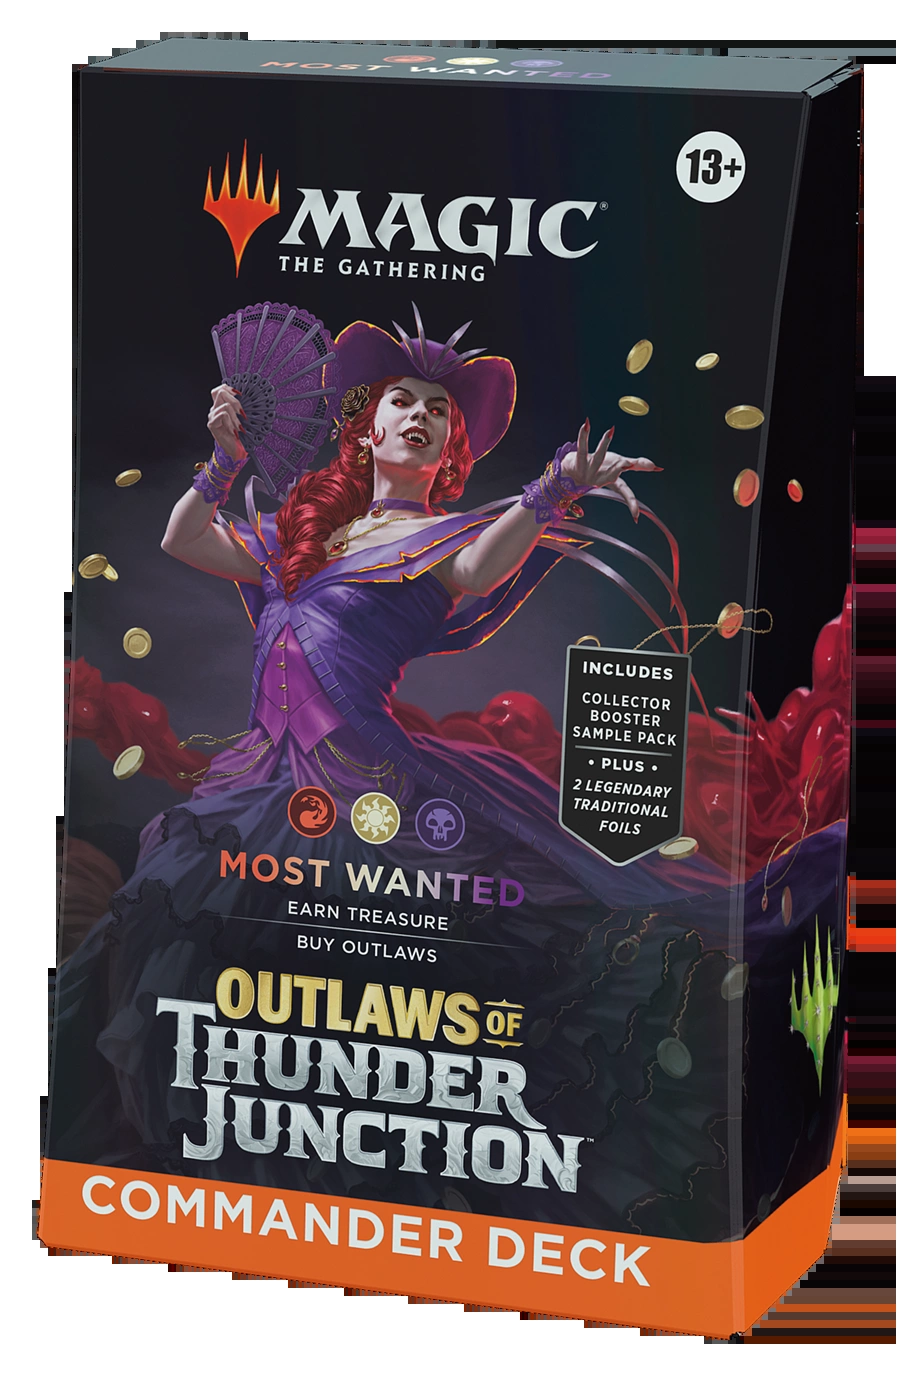 MOST WANTED
13+
MAGIC®
THE GATHERING
INCLUDES
COLLECTOR
BOOSTER
SAMPLE PACK
• PLUS •
2 LEGENDARY
TRADITIONAL
FOILS
MOST WANTED
EARN TREASURE
BUY OUTLAWS
OUTLAWS OF
THUNDER
JUNCTION™
COMMANDER DECK